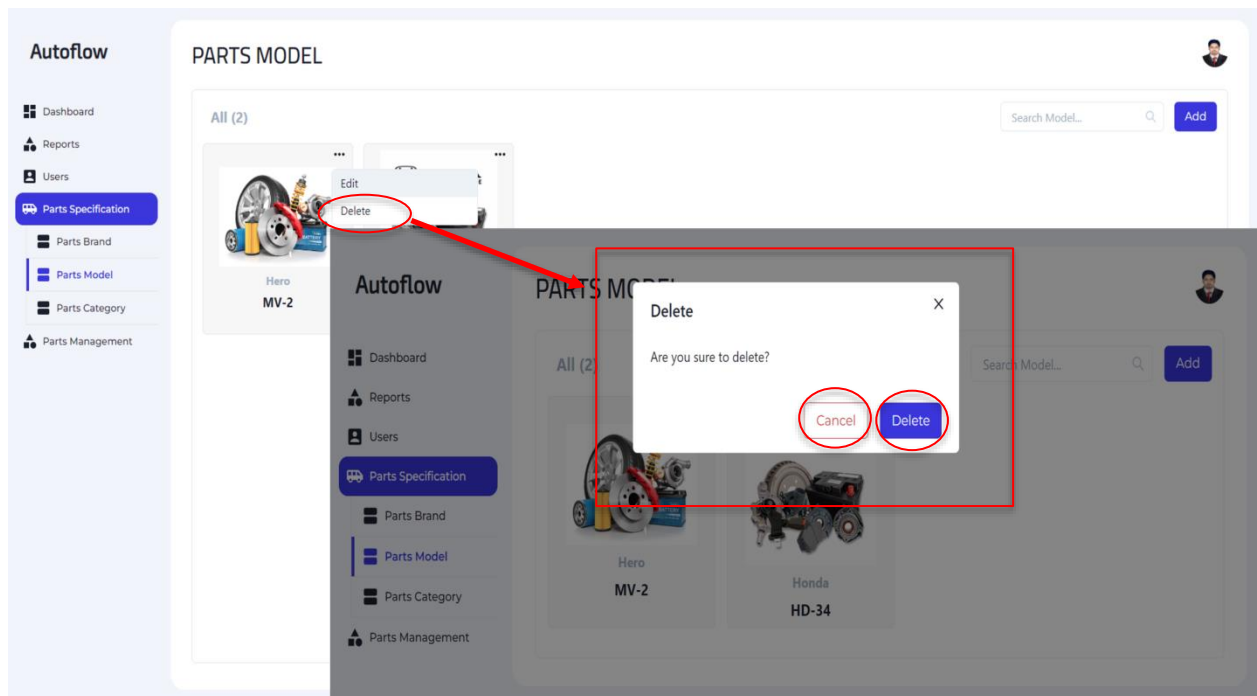 Autoflow
PARTS MODEL
Dashboard
Reports
Users
Parts Specification
Parts Brand
Parts Model
Parts Category
Parts Management
All (2)
Search Model...
Add
Edit
Delete
Hero
MV-2
Autoflow
PARTS MODEL
Dashboard
Reports
Users
Parts Specification
Parts Brand
Parts Model
Parts Category
Parts Management
All (2)
Search Model...
Add
Delete
X
Are you sure to delete?
Cancel
Delete
Hero
MV-2
Honda
HD-34